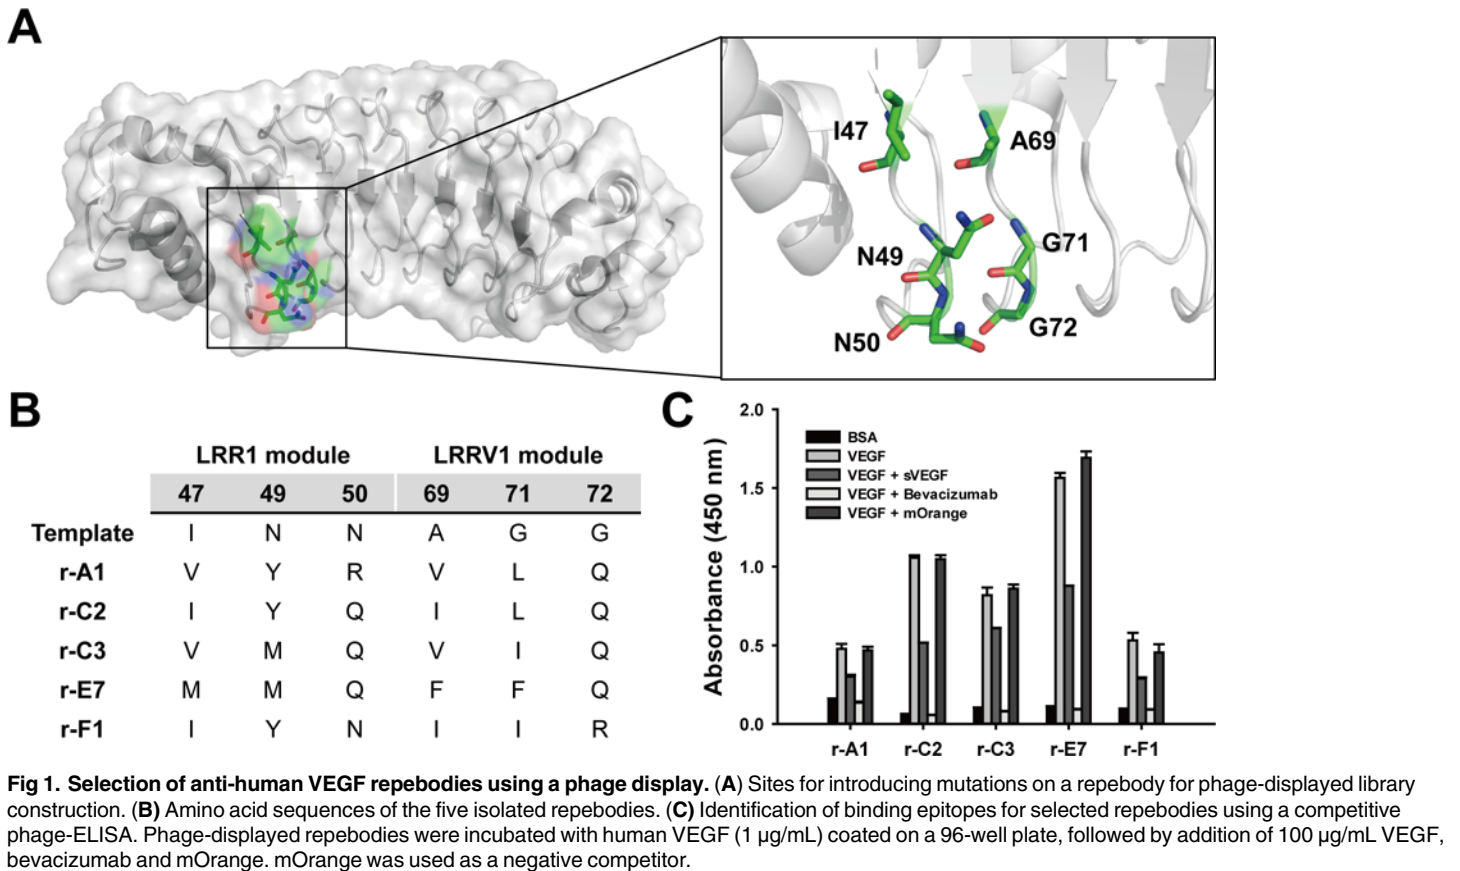 A
I47
A69
N49
G71
N50
G72
B
LRR1 module LRRV1 module
47 49 50 69 71 72
Template I N N A G G
r-A1 V Y R V L Q
r-C2 I Y Q I L Q
r-C3 V M Q V I Q
r-E7 M M Q F F Q
r-F1 I Y N I I R
C
Absorbance (450 nm)
2.0
1.5
1.0
0.5
0.0
BSA
VEGF
VEGF + sVEGF
VEGF + Bevacizumab
VEGF + mOrange
r-A1 r-C2 r-C3 r-E7 r-F1
Fig 1. Selection of anti-human VEGF repebodies using a phage display. (A) Sites for introducing mutations on a repebody for phage-displayed library
construction. (B) Amino acid sequences of the five isolated repebodies. (C) Identification of binding epitopes for selected repebodies using a competitive
phage-ELISA. Phage-displayed repebodies were incubated with human VEGF (1 μg/mL) coated on a 96-well plate, followed by addition of 100 μg/mL VEGF,
bevacizumab and mOrange. mOrange was used as a negative competitor.